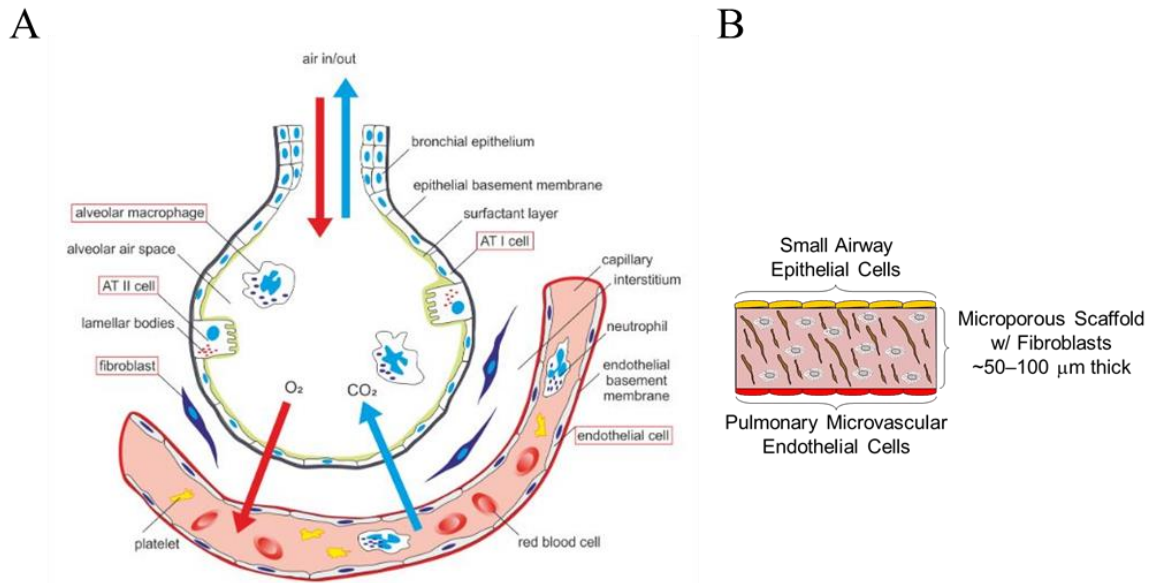 A
B
air in/out
bronchial epithelium
epithelial basement membrane
surfactant layer
AT I cell
capillary
interstitium
neutrophil
endothelial
basement
membrane
endothelial cell
red blood cell
alveolar macrophage
alveolar air space
AT II cell
lamellar bodies
fibroblast
O₂
CO₂
platelet
Small Airway
Epithelial Cells
Microporous Scaffold
w/ Fibroblasts
~50–100 μm thick
Pulmonary Microvascular
Endothelial Cells